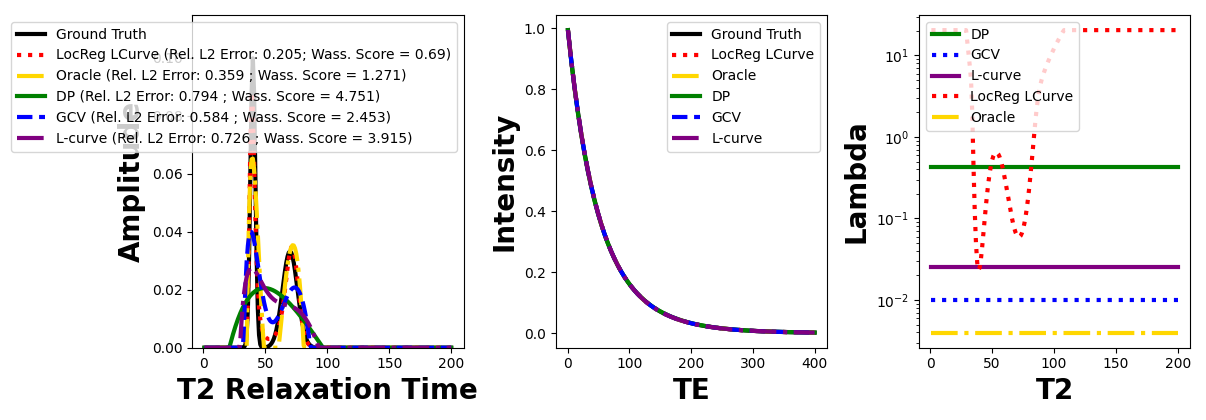 Ground Truth
LocReg LCurve (Rel. L2 Error: 0.205; Wass. Score = 0.69)
Oracle (Rel. L2 Error: 0.359 ; Wass. Score = 1.271)
DP (Rel. L2 Error: 0.794 ; Wass. Score = 4.751)
GCV (Rel. L2 Error: 0.584 ; Wass. Score = 2.453)
L-curve (Rel. L2 Error: 0.726 ; Wass. Score = 3.915)
Amplitude
0.10
0.08
0.06
0.04
0.02
0.00
0 50 100 150 200
T2 Relaxation Time
Ground Truth
LocReg LCurve
Oracle
DP
GCV
L-curve
Intensity
1.0
0.8
0.6
0.4
0.2
0.0
0 100 200 300 400
TE
DP
GCV
L-curve
LocReg LCurve
Oracle
Lambda
10¹
10⁰
10⁻¹
10⁻²
0 50 100 150 200
T2